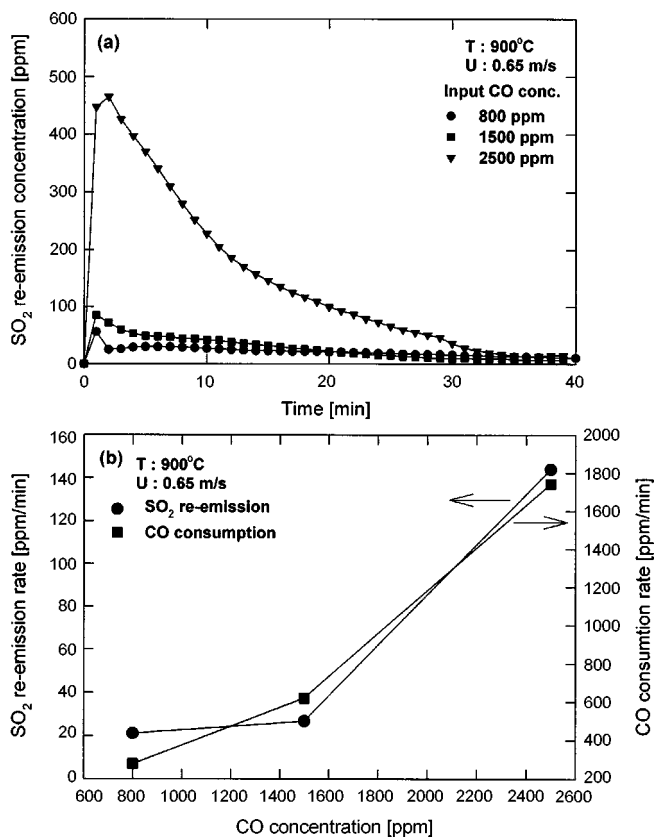 (a)
T : 900°C
U : 0.65 m/s
Input CO conc.
800 ppm
1500 ppm
2500 ppm
SO2 re-emission concentration [ppm]
600
500
400
300
200
100
0
0 10 20 30 40
Time [min]
(b)
T : 900°C
U : 0.65 m/s
SO2 re-emission
CO consumption
SO2 re-emission rate [ppm/min]
160
140
120
100
80
60
40
20
0
CO consumtion rate [ppm/min]
2000
1800
1600
1400
1200
1000
800
600
400
200
600 800 1000 1200 1400 1600 1800 2000 2200 2400 2600
CO concentration [ppm]